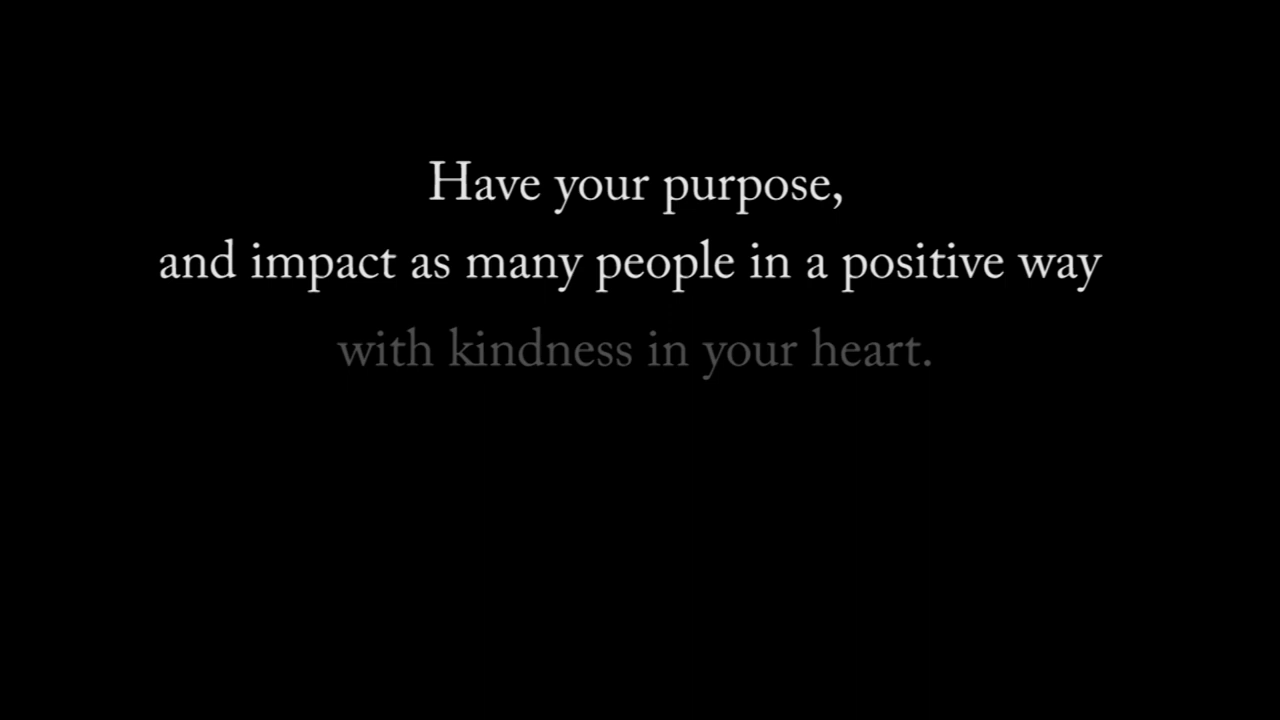 Have your purpose,
and impact as many people in a positive way
with kindness in your heart.